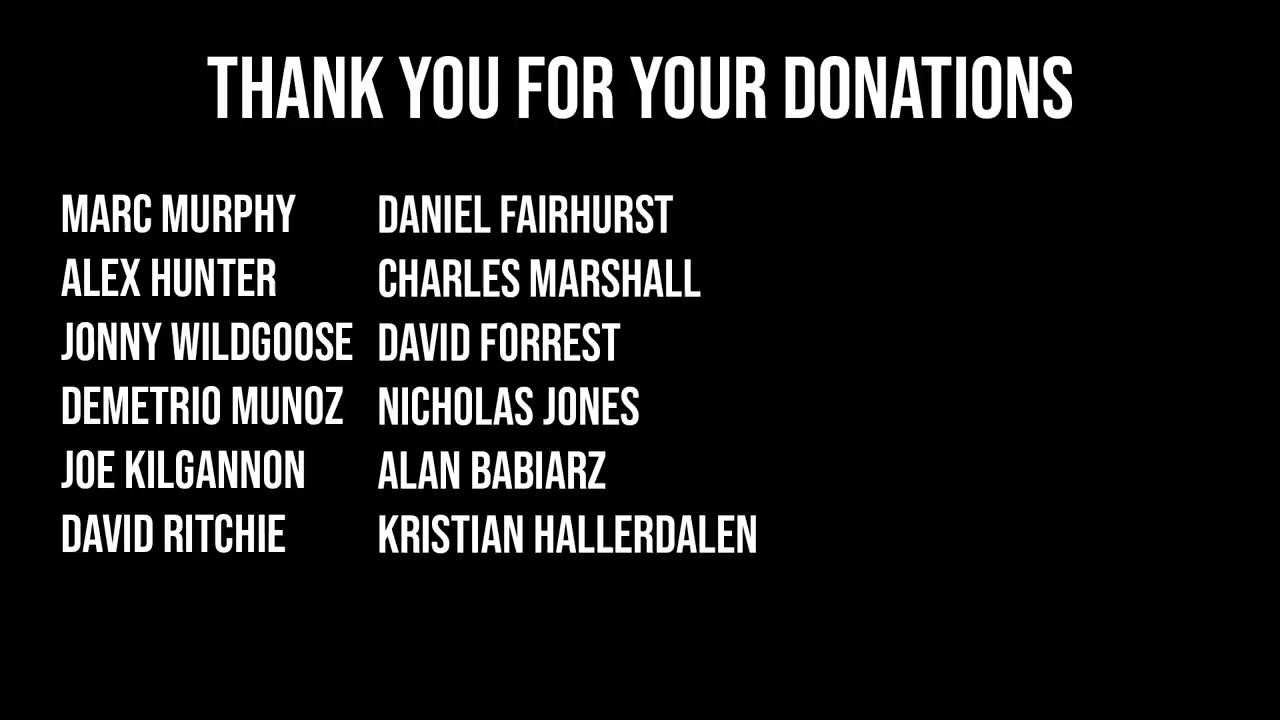 THANK YOU FOR YOUR DONATIONS
MARC MURPHY
ALEX HUNTER
JONNY WILDGOOSE
DEMETRIO MUNOZ
JOE KILGANNON
DAVID RITCHIE
DANIEL FAIRHURST
CHARLES MARSHALL
DAVID FORREST
NICHOLAS JONES
ALAN BABIARZ
KRISTIAN HALLERDALEN